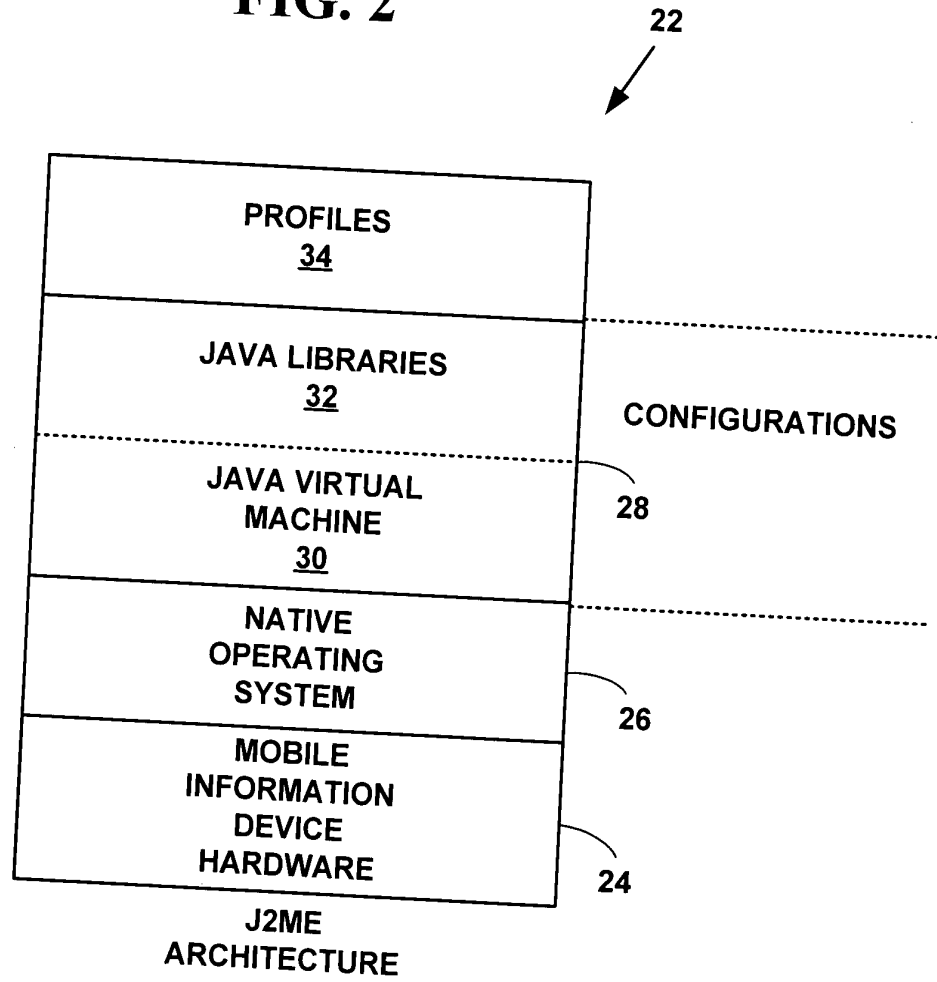 FIG. 2
22
PROFILES
34
JAVA LIBRARIES
32
CONFIGURATIONS
JAVA VIRTUAL
MACHINE
30
28
NATIVE
OPERATING
SYSTEM
26
MOBILE
INFORMATION
DEVICE
HARDWARE
24
J2ME
ARCHITECTURE